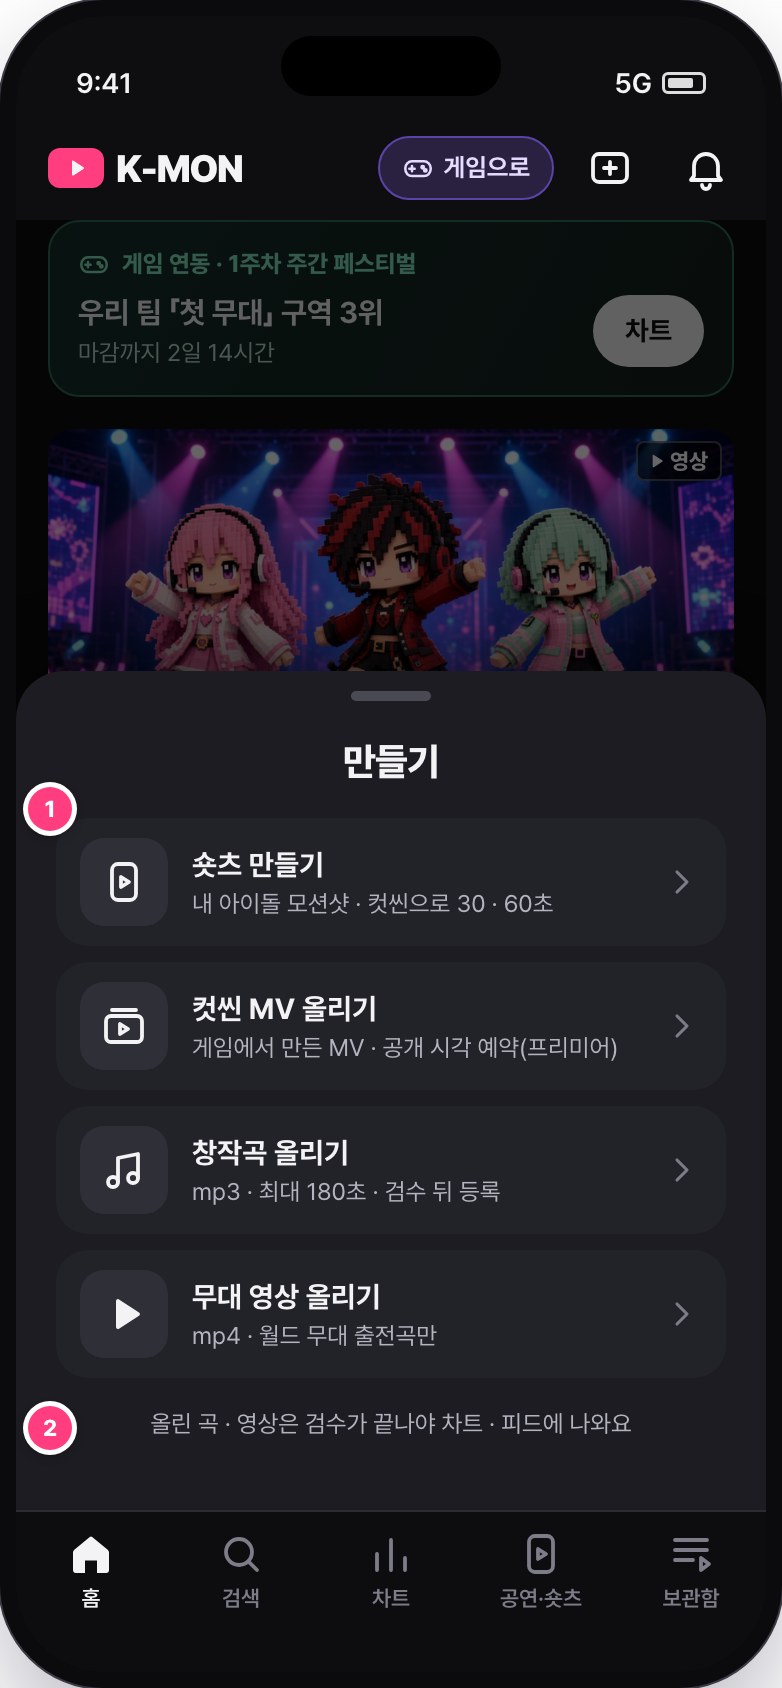 9:41
5G
K-MON
게임으로
게임 연동 · 1주차 주간 페스티벌
우리 팀 「첫 무대」 구역 3위
마감까지 2일 14시간
차트
영상
만들기
1
숏츠 만들기
내 아이돌 모션샷 · 컷씬으로 30 · 60초
컷씬 MV 올리기
게임에서 만든 MV · 공개 시각 예약(프리미어)
창작곡 올리기
mp3 · 최대 180초 · 검수 뒤 등록
무대 영상 올리기
mp4 · 월드 무대 출전곡만
2
올린 곡 · 영상은 검수가 끝나야 차트 · 피드에 나와요
홈
검색
차트
공연·숏츠
보관함